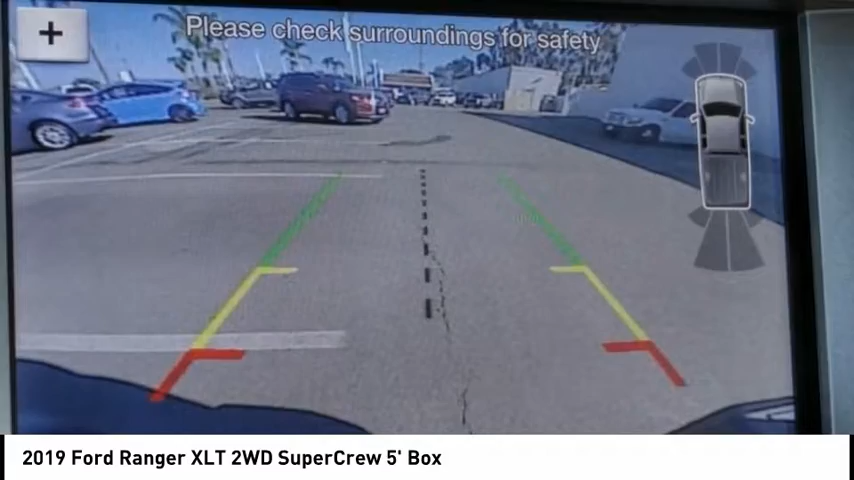 +
Please check surroundings for safety
2019 Ford Ranger XLT 2WD SuperCrew 5' Box